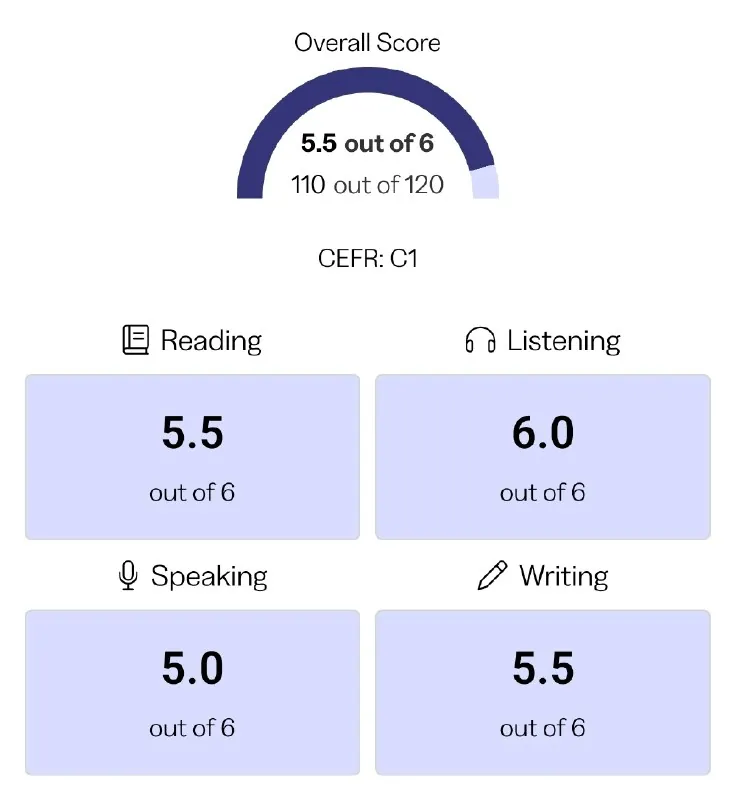 Overall Score
5.5 out of 6
110 out of 120
CEFR: C1
Reading
Listening
5.5
6.0
out of 6
out of 6
Speaking
Writing
5.0
5.5
out of 6
out of 6